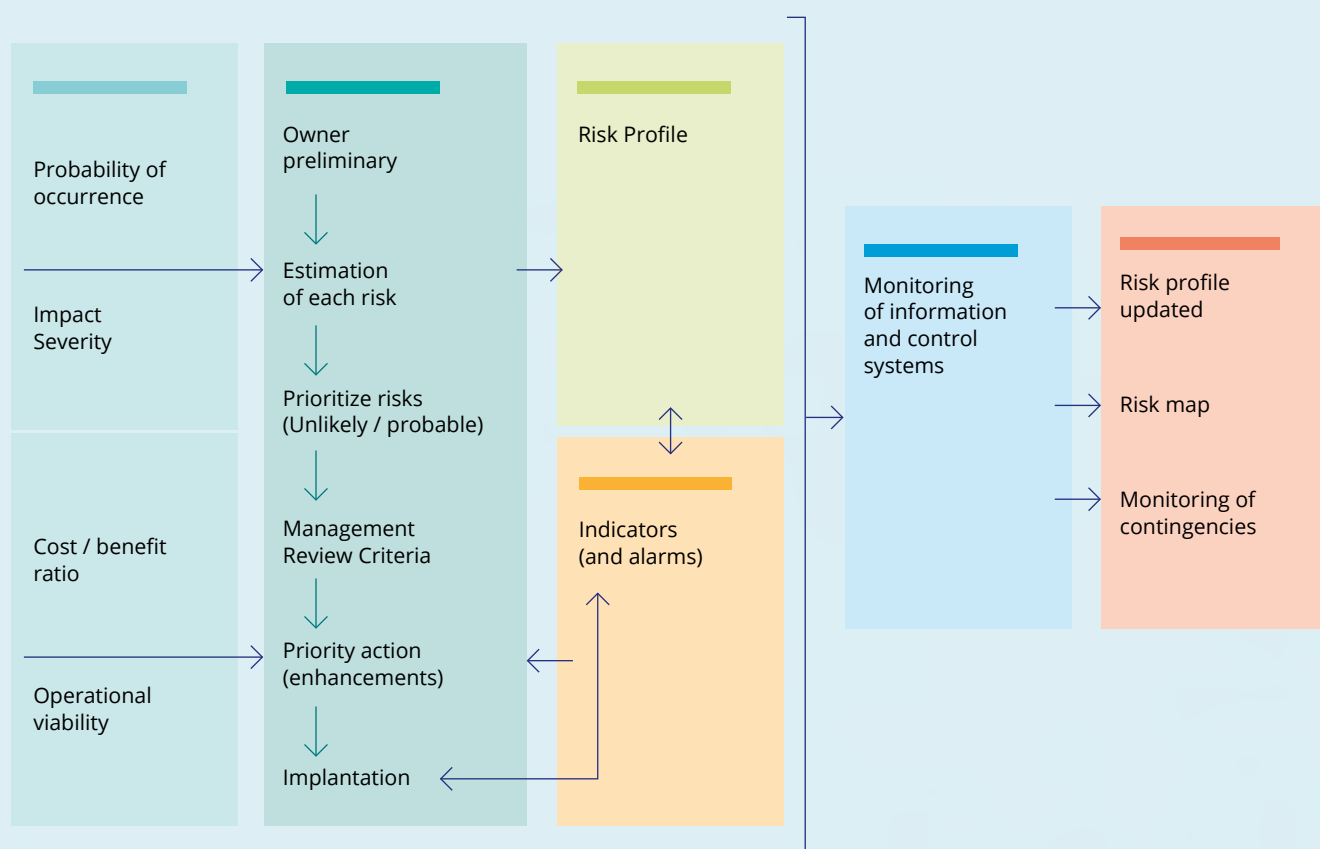 Probability of
occurrence
Impact
Severity
Cost / benefit
ratio
Operational
viability
Owner
preliminary
Estimation
of each risk
Prioritize risks
(Unlikely / probable)
Management
Review Criteria
Priority action
(enhancements)
Implantation
Risk Profile
Indicators
(and alarms)
Monitoring
of information
and control
systems
Risk profile
updated
Risk map
Monitoring of
contingencies